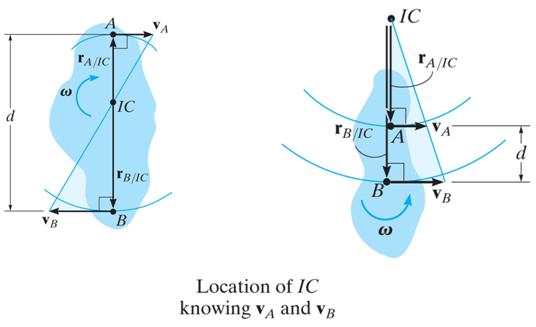 A
v_A
r_A/IC
ω
IC
d
r_B/IC
v_B
B
IC
r_A/IC
r_B/IC
A
v_A
d
B
v_B
ω
Location of IC
knowing v_A and v_B